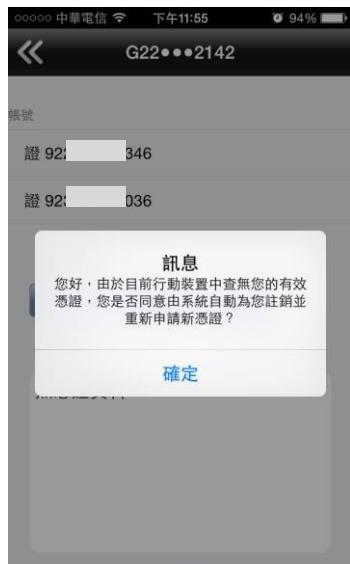 中華電信 下午11:55 94%
G22●●●2142
帳號
證 92 346
證 92 036
訊息
您好,由於目前行動裝置中查無您的有效
憑證,您是否同意由系統自動為您註銷並
重新申請新憑證?
確定